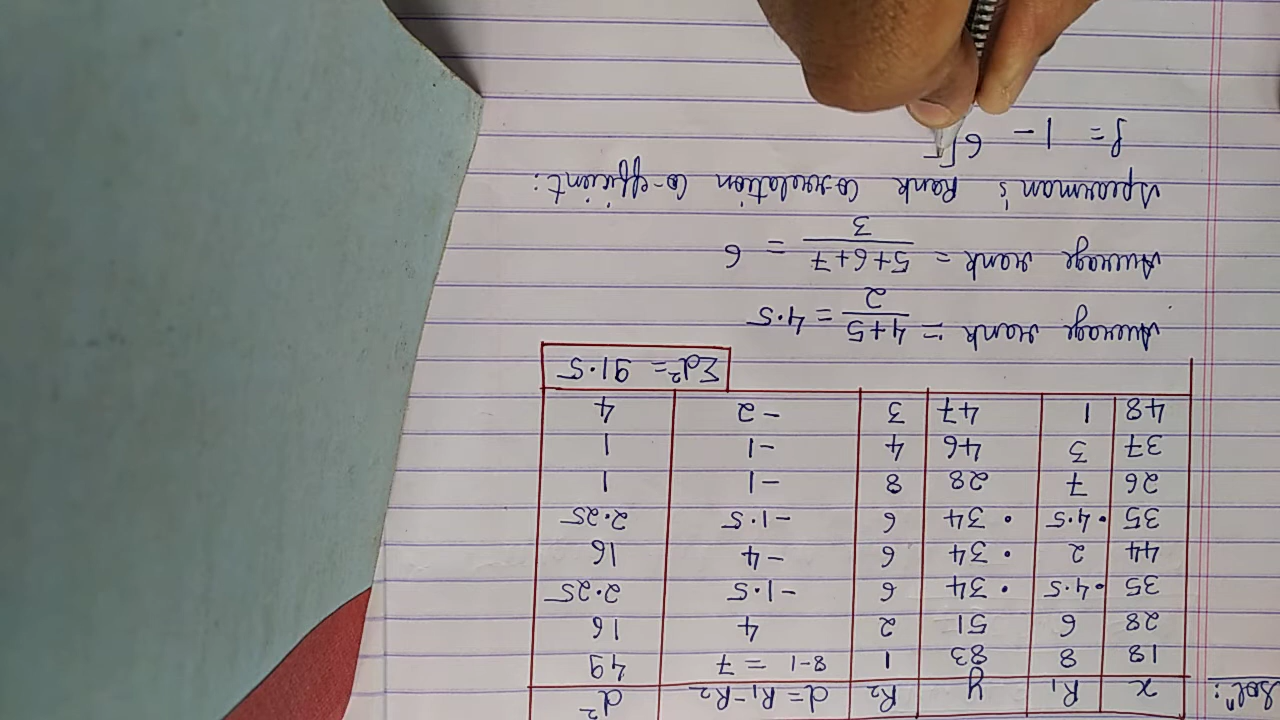 Solⁿ:
x R₁ y R₂ d=R₁-R₂ d²
18 8 83 1 8-1 = 7 49
28 6 51 2 4 16
35 •4.5 •34 6 -1.5 2.25
44 2 •34 6 -4 16
35 •4.5 •34 6 -1.5 2.25
26 7 28 8 -1 1
37 3 46 4 -1 1
48 1 47 3 -2 4
Σd²= 91.5
Average rank = 4+5/2 = 4.5
Average rank = 5+6+7/3 = 6
Spearman's Rank Correlation Co-efficient:
ρ = 1 - 6[